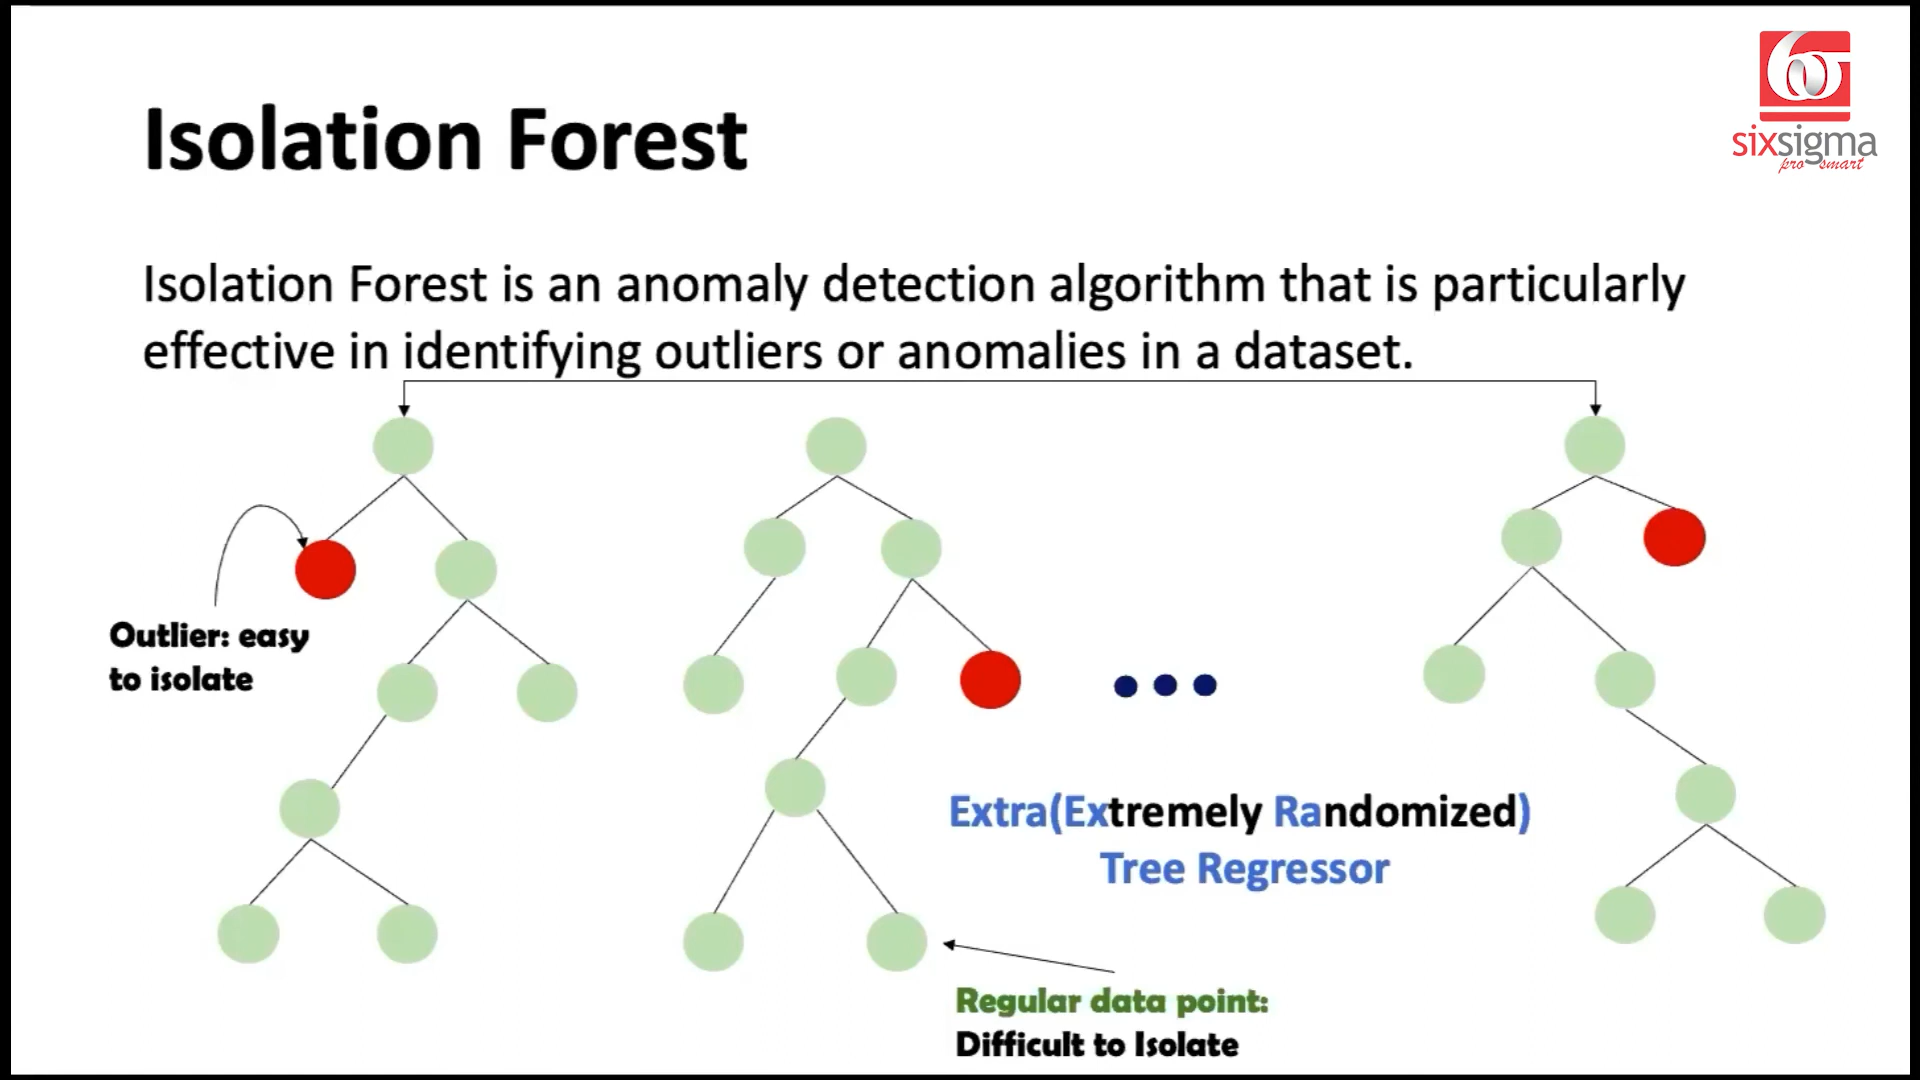 6σ
sixsigma
pro smart
Isolation Forest
Isolation Forest is an anomaly detection algorithm that is particularly
effective in identifying outliers or anomalies in a dataset.
Outlier: easy
to isolate
Extra(Extremely Randomized)
Tree Regressor
Regular data point:
Difficult to Isolate